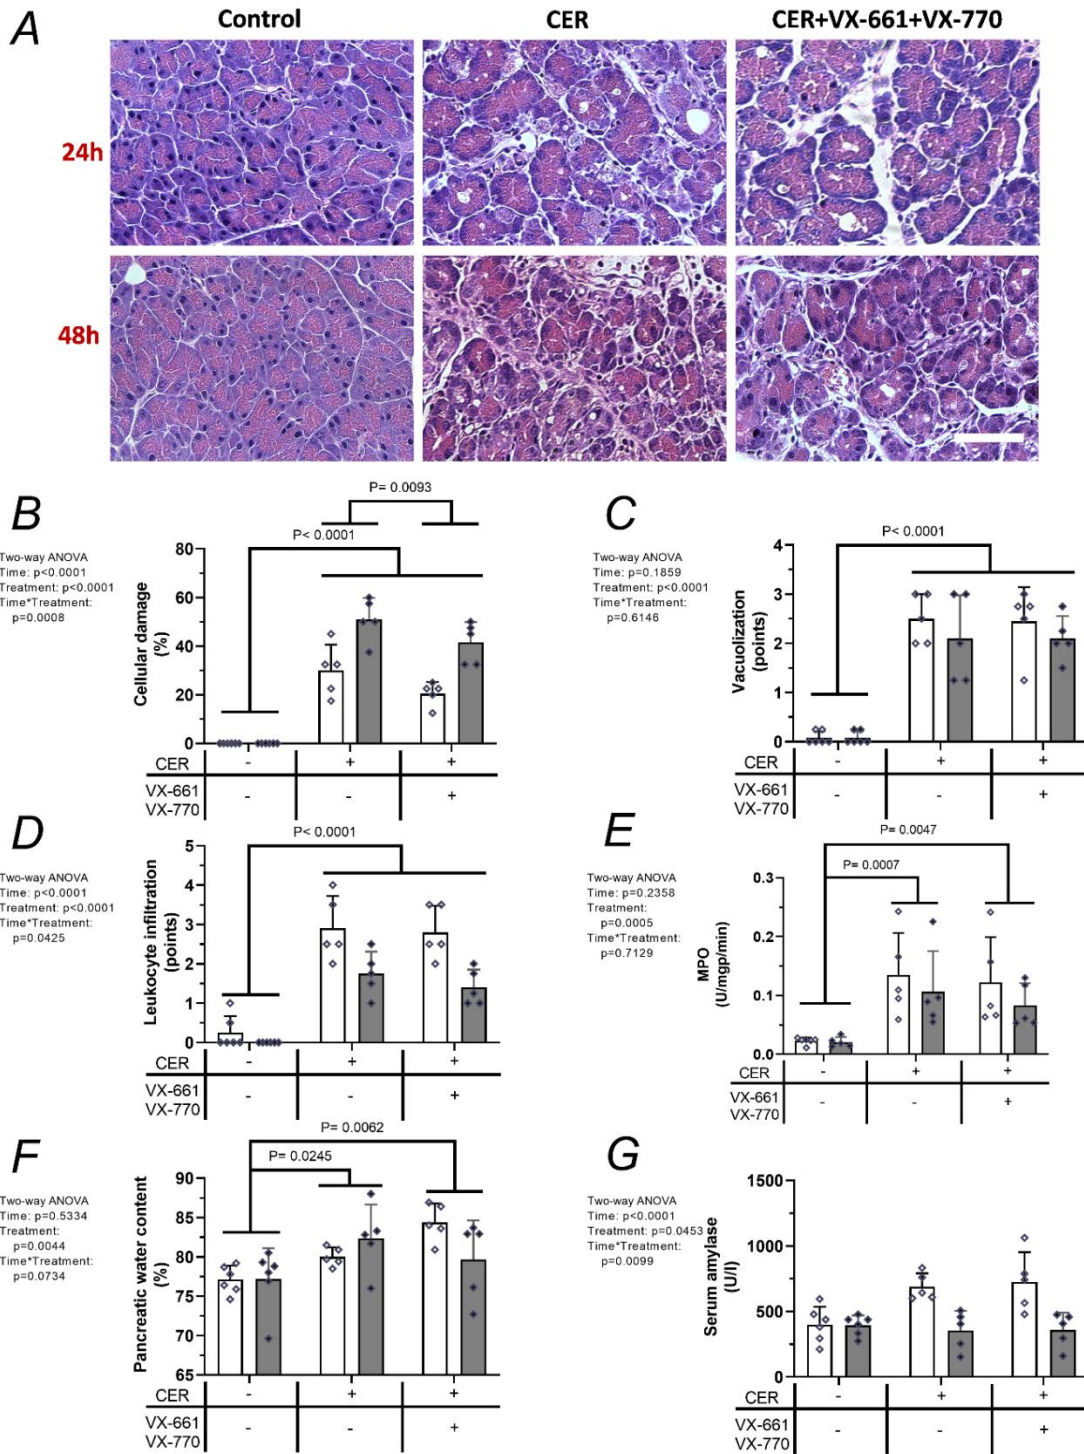 A
Control
CER
CER+VX-661+VX-770
24h
48h
B
Two-way ANOVA
Time: p<0.0001
Treatment: p<0.0001
Time*Treatment:
p=0.0008
P= 0.0093
P< 0.0001
Cellular damage
(%)
80
60
40
20
0
CER - + +
VX-661
VX-770
- - +
C
Two-way ANOVA
Time: p=0.1859
Treatment: p<0.0001
Time*Treatment:
p=0.6146
P< 0.0001
Vacuolization
(points)
4
3
2
1
0
CER - + +
VX-661
VX-770
- - +
D
Two-way ANOVA
Time: p<0.0001
Treatment: p<0.0001
Time*Treatment:
p=0.0425
P< 0.0001
Leukocyte infiltration
(points)
5
4
3
2
1
0
CER - + +
VX-661
VX-770
- - +
E
Two-way ANOVA
Time: p=0.2358
Treatment:
p=0.0005
Time*Treatment:
p=0.7129
P= 0.0047
P= 0.0007
MPO
(U/mgp/min)
0.3
0.2
0.1
0.0
CER - + +
VX-661
VX-770
- - +
F
Two-way ANOVA
Time: p=0.5334
Treatment:
p=0.0044
Time*Treatment:
p=0.0734
P= 0.0062
P= 0.0245
Pancreatic water content
(%)
90
85
80
75
70
65
CER - + +
VX-661
VX-770
- - +
G
Two-way ANOVA
Time: p<0.0001
Treatment: p=0.0453
Time*Treatment:
p=0.0099
Serum amylase
(U/l)
1500
1000
500
0
CER - + +
VX-661
VX-770
- - +